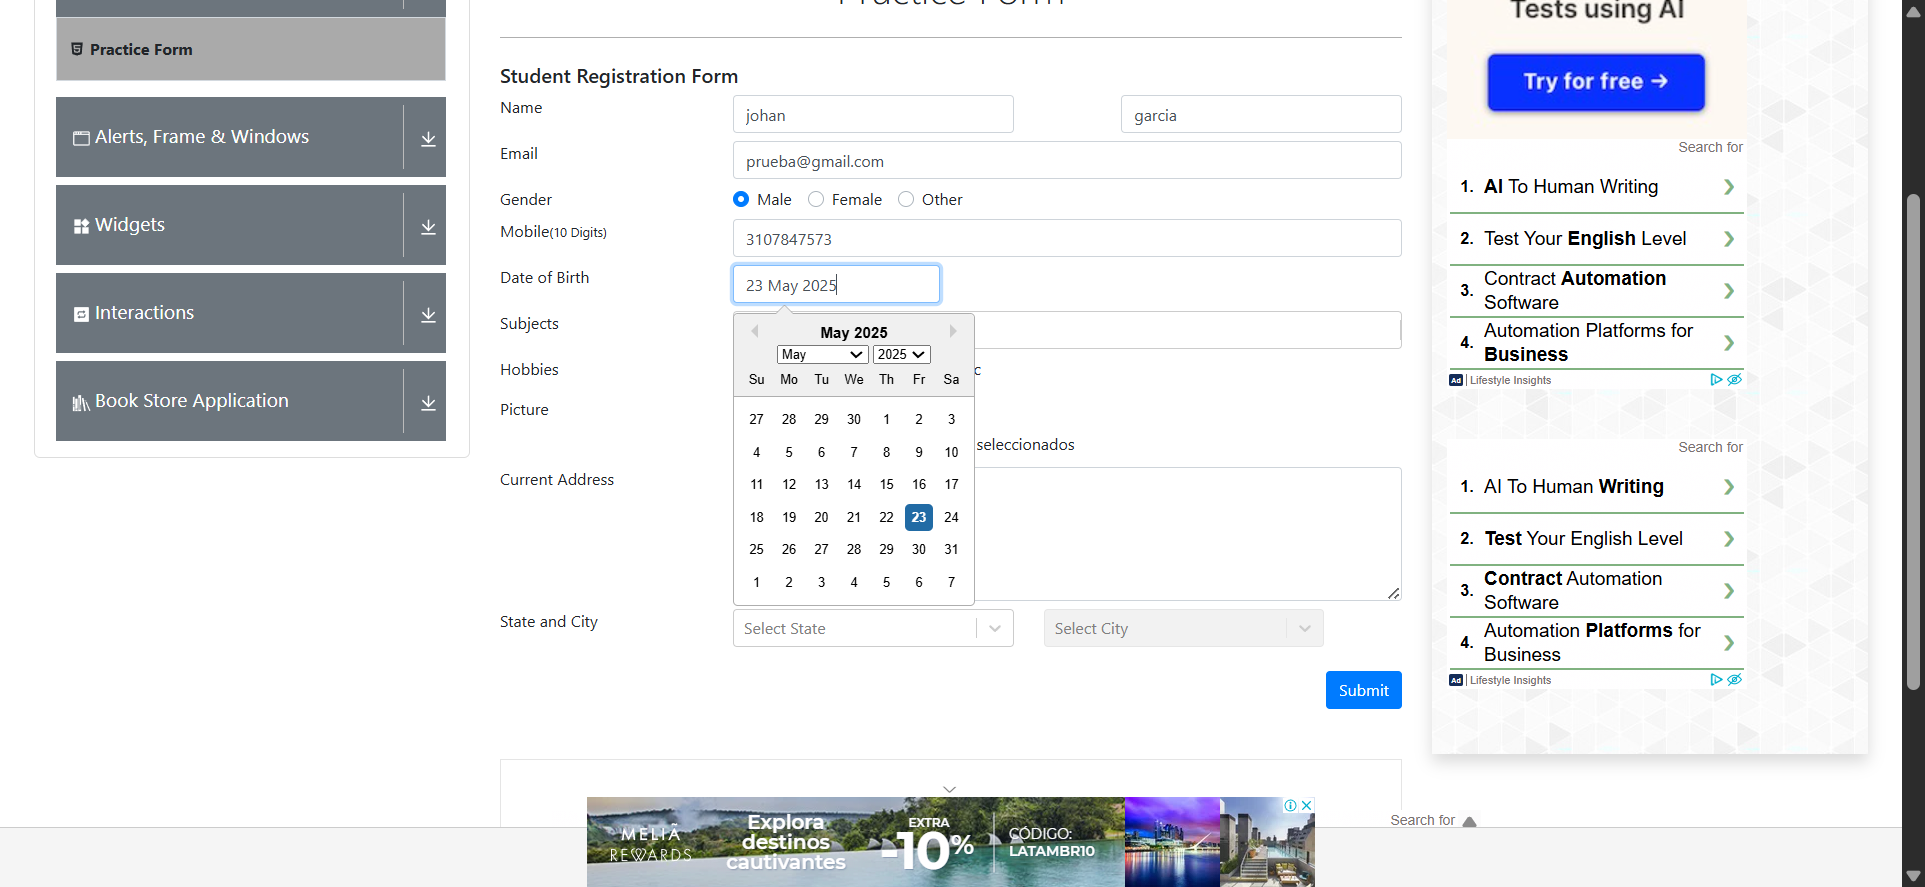 Practice Form
Practice Form
Alerts, Frame & Windows
Widgets
Interactions
Book Store Application
Student Registration Form
Name
johan
garcia
Email
prueba@gmail.com
Gender
Male
Female
Other
Mobile(10 Digits)
3107847573
Date of Birth
23 May 2025
Subjects
May 2025
May
2025
Su Mo Tu We Th Fr Sa
27 28 29 30 1 2 3
4 5 6 7 8 9 10
11 12 13 14 15 16 17
18 19 20 21 22 23 24
25 26 27 28 29 30 31
1 2 3 4 5 6 7
Hobbies
c
Picture
seleccionados
Current Address
State and City
Select State
Select City
Submit
Tests using AI
Try for free →
Search for
1. AI To Human Writing
2. Test Your English Level
3. Contract Automation
Software
4. Automation Platforms for
Business
Ad | Lifestyle Insights
Search for
1. AI To Human Writing
2. Test Your English Level
3. Contract Automation
Software
4. Automation Platforms for
Business
Ad | Lifestyle Insights
MELIÃ
REWARDS
Explora
destinos
cautivantes
EXTRA
-10%
CÓDIGO:
LATAMBR10
Search for